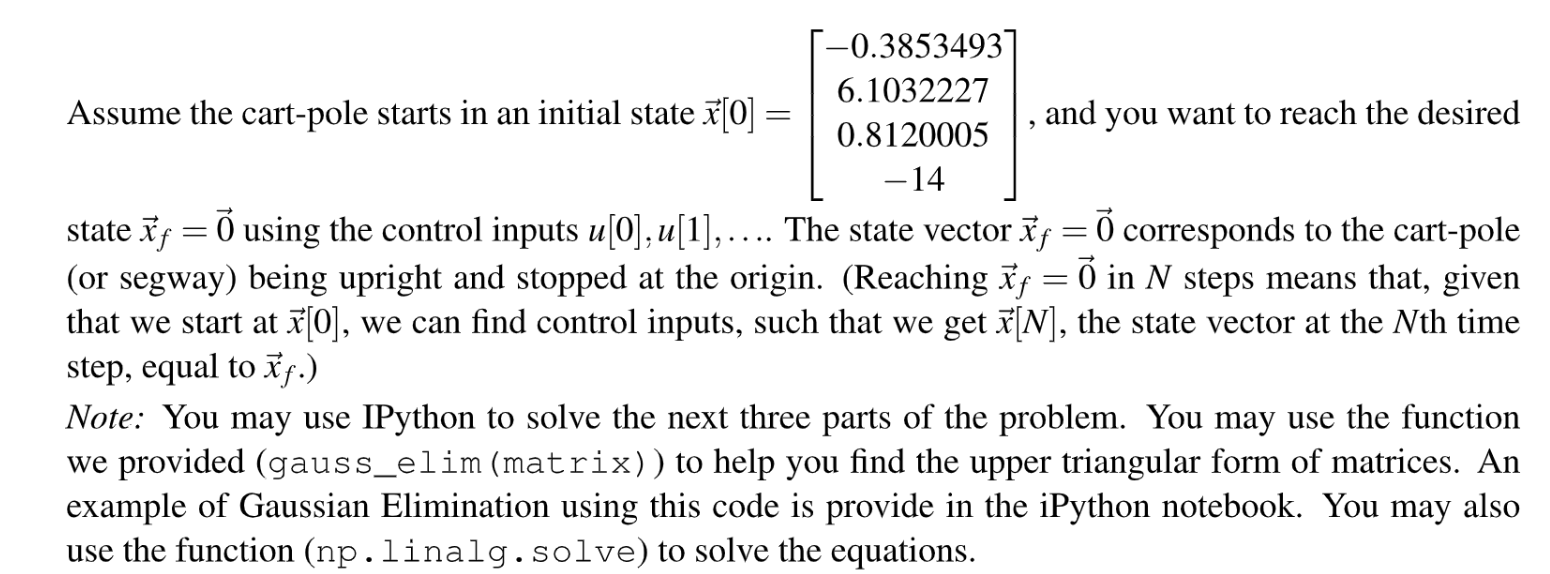 Assume the cart-pole starts in an initial state $\vec{x}[0] = \begin{bmatrix} -0.3853493 \\ 6.1032227 \\ 0.8120005 \\ -14 \end{bmatrix}$, and you want to reach the desired
state $\vec{x}_f = \vec{0}$ using the control inputs $u[0], u[1], \ldots$. The state vector $\vec{x}_f = \vec{0}$ corresponds to the cart-pole
(or segway) being upright and stopped at the origin. (Reaching $\vec{x}_f = \vec{0}$ in $N$ steps means that, given
that we start at $\vec{x}[0]$, we can find control inputs, such that we get $\vec{x}[N]$, the state vector at the $N$th time
step, equal to $\vec{x}_f$.)
Note: You may use IPython to solve the next three parts of the problem. You may use the function
we provided (gauss_elim(matrix)) to help you find the upper triangular form of matrices. An
example of Gaussian Elimination using this code is provide in the iPython notebook. You may also
use the function (np.linalg.solve) to solve the equations.